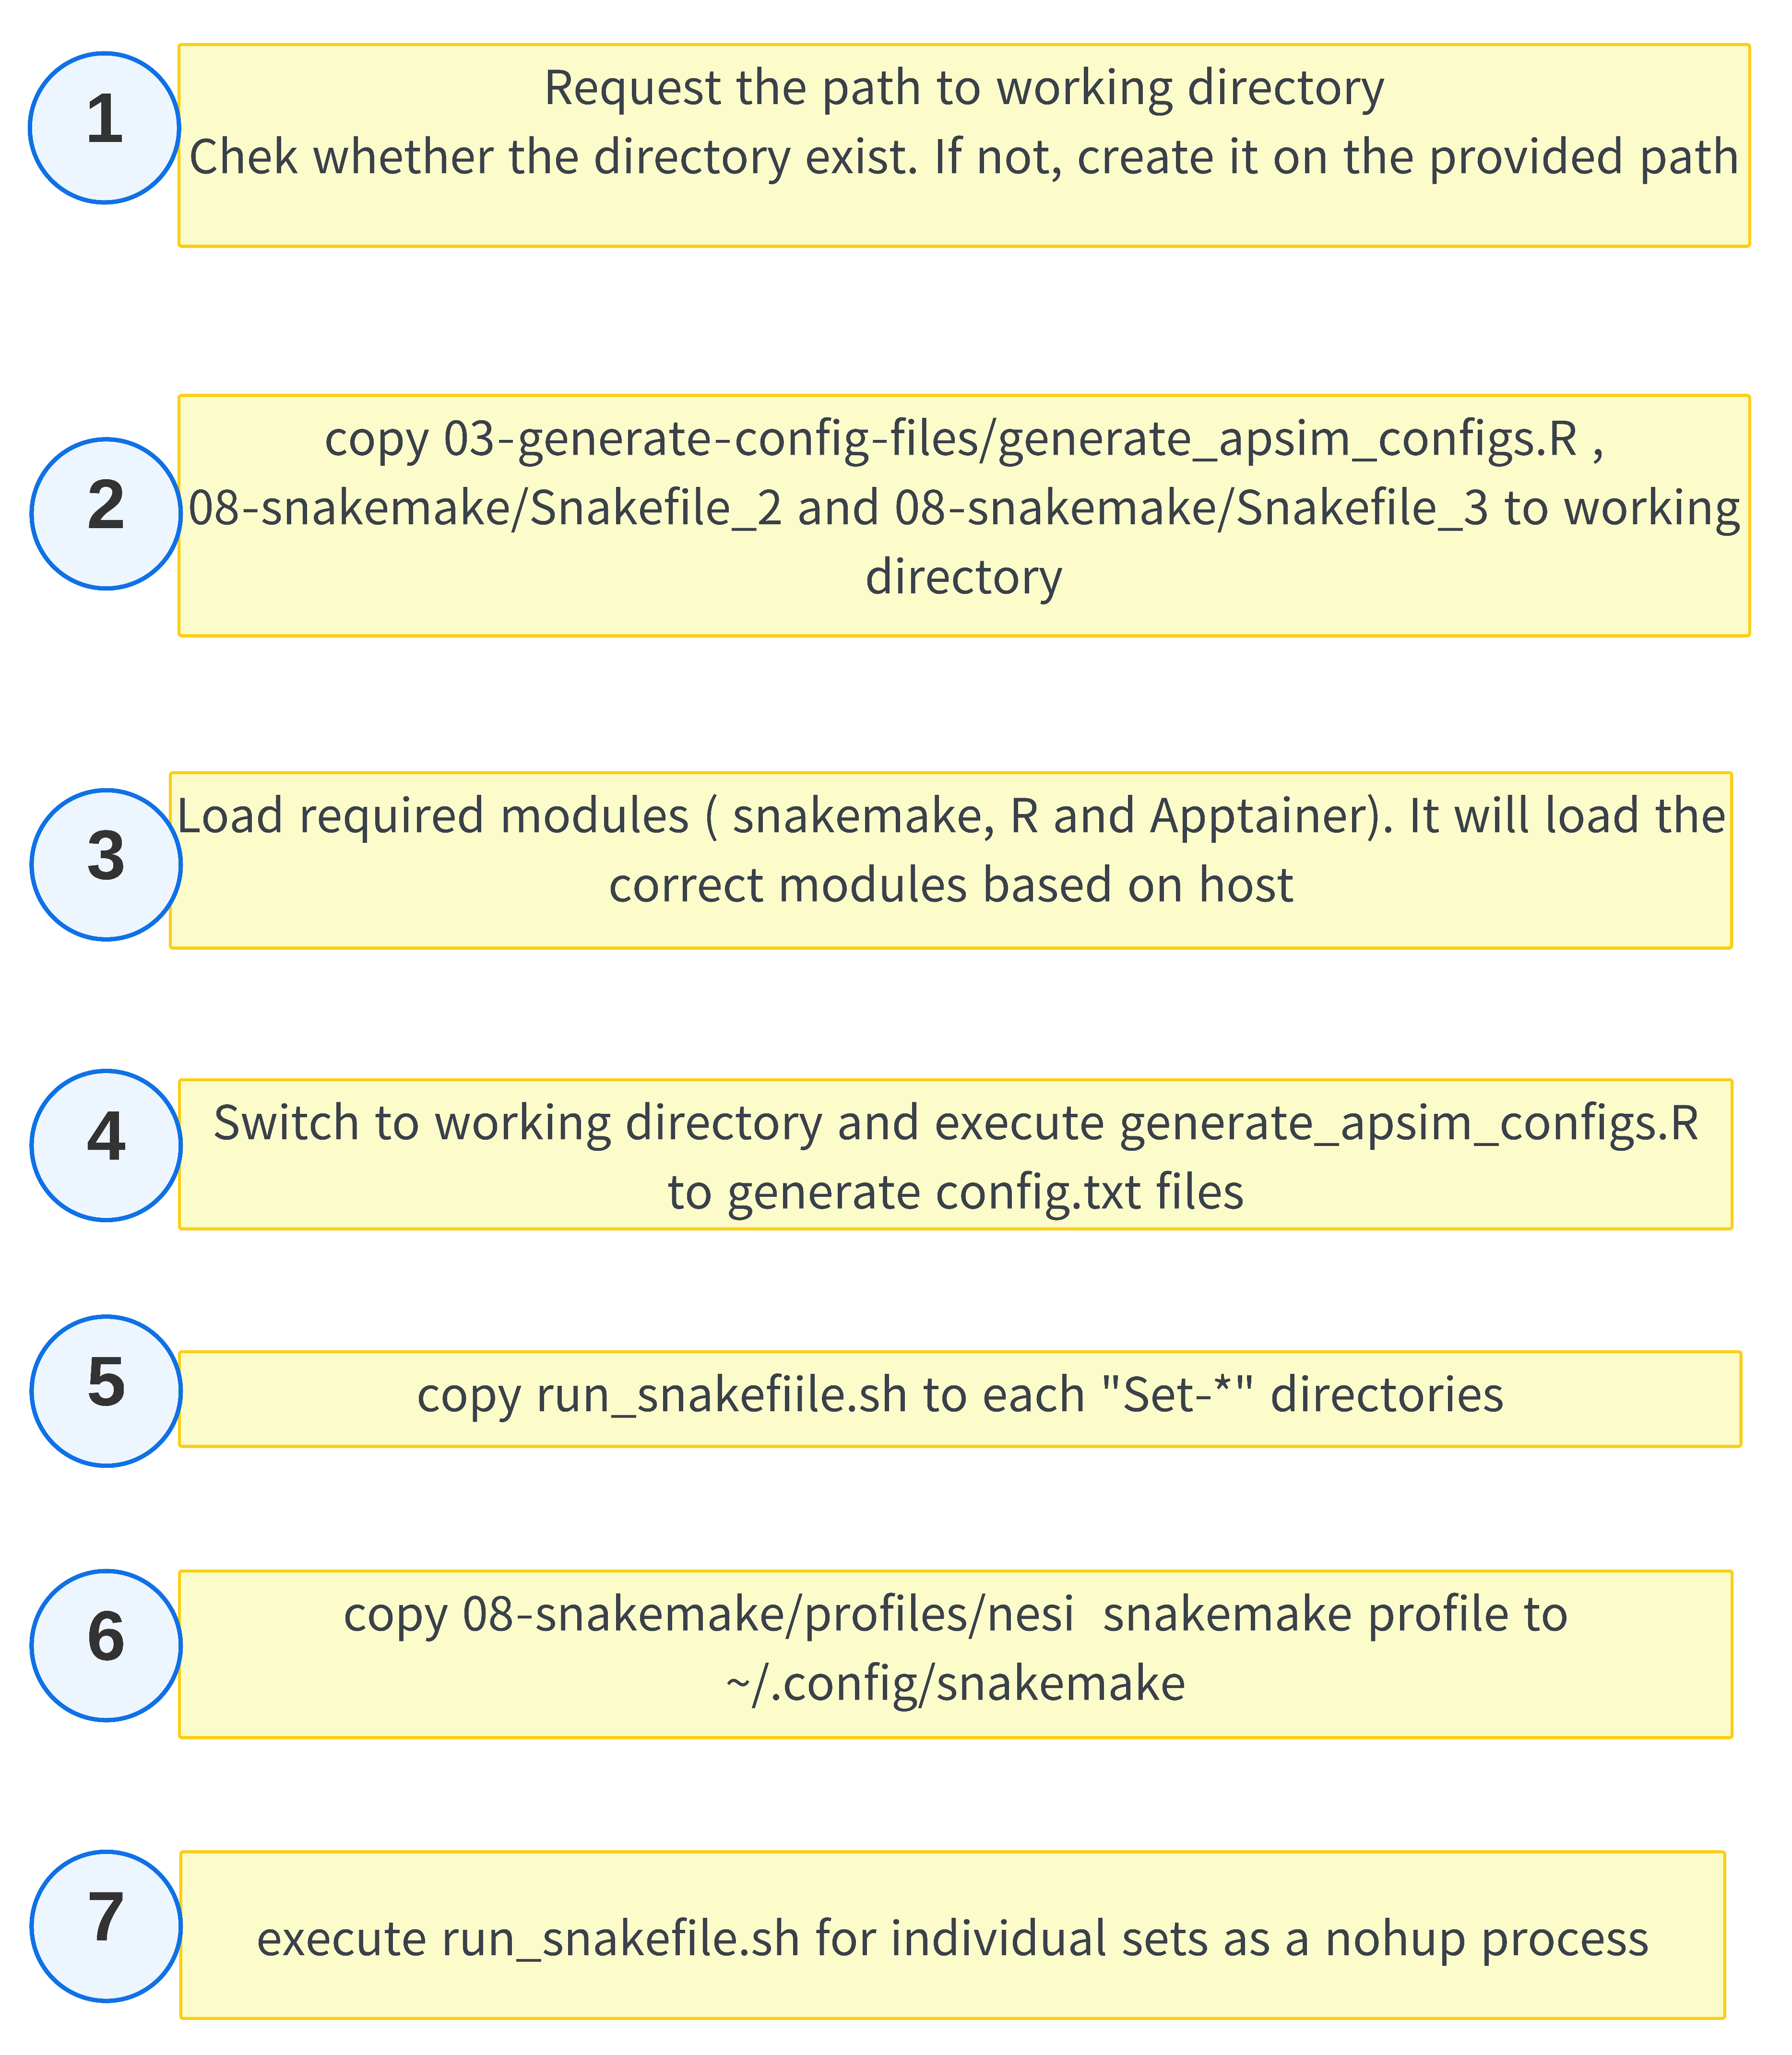 1
Request the path to working directory
Chek whether the directory exist. If not, create it on the provided path
2
copy 03-generate-config-files/generate_apsim_configs.R ,
08-snakemake/Snakefile_2 and 08-snakemake/Snakefile_3 to working
directory
3
Load required modules ( snakemake, R and Apptainer). It will load the
correct modules based on host
4
Switch to working directory and execute generate_apsim_configs.R
to generate config.txt files
5
copy run_snakefiile.sh to each "Set-*" directories
6
copy 08-snakemake/profiles/nesi  snakemake profile to
~/.config/snakemake
7
execute run_snakefile.sh for individual sets as a nohup process